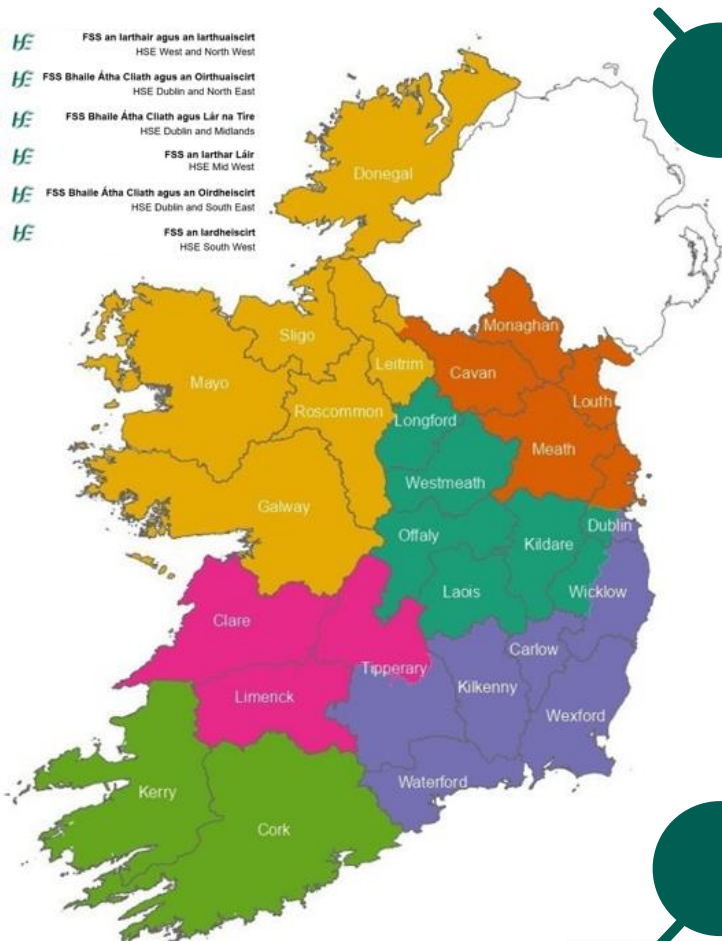 FSS an Iarthair agus an Iarthuaiscirt
HSE West and North West
FSS Bhaile Átha Cliath agus an Oirthuaiscirt
HSE Dublin and North East
FSS Bhaile Átha Cliath agus Lár na Tíre
HSE Dublin and Midlands
FSS an Iarthar Láir
HSE Mid West
FSS Bhaile Átha Cliath agus an Oirdheiscirt
HSE Dublin and South East
FSS an Iardheiscirt
HSE South West
Donegal
Monaghan
Sligo
Leitrim
Cavan
Mayo
Louth
Roscommon
Longford
Meath
Westmeath
Galway
Dublin
Offaly
Kildare
Laois
Wicklow
Clare
Carlow
Tipperary
Kilkenny
Limerick
Wexford
Waterford
Kerry
Cork